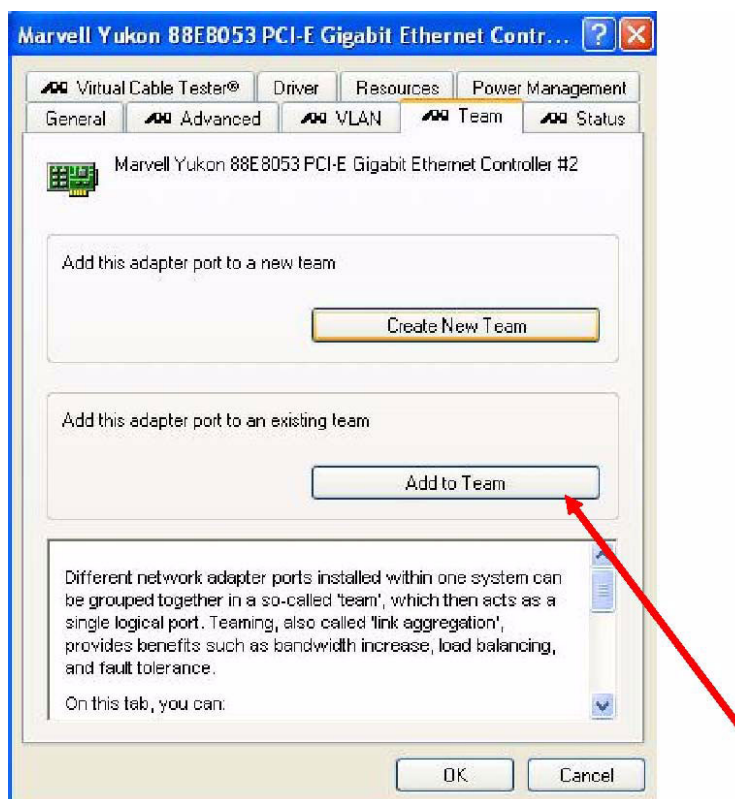 Marvell Yukon 88E8053 PCI-E Gigabit Ethernet Contr...
Virtual Cable Tester® Driver Resources Power Management
General Advanced VLAN Team Status
Marvell Yukon 88E8053 PCI-E Gigabit Ethernet Controller #2
Add this adapter port to a new team
Create New Team
Add this adapter port to an existing team
Add to Team
Different network adapter ports installed within one system can
be grouped together in a so-called 'team', which then acts as a
single logical port. Teaming, also called 'link aggregation',
provides benefits such as bandwidth increase, load balancing,
and fault tolerance.
On this tab, you can:
OK Cancel